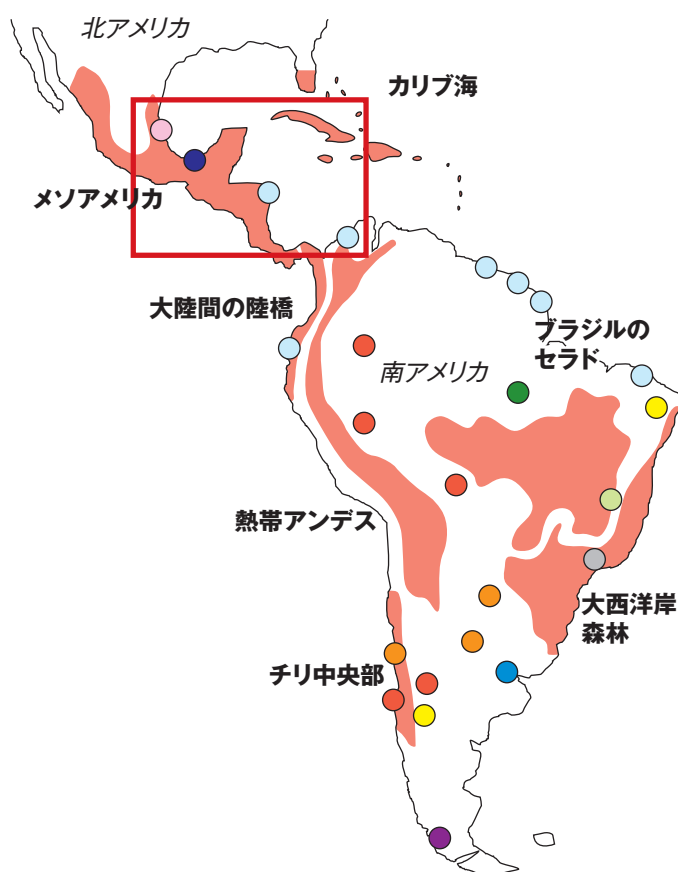 北アメリカ
カリブ海
メソアメリカ
大陸間の陸橋
ブラジルの
セラド
南アメリカ
熱帯アンデス
大西洋岸
森林
チリ中央部